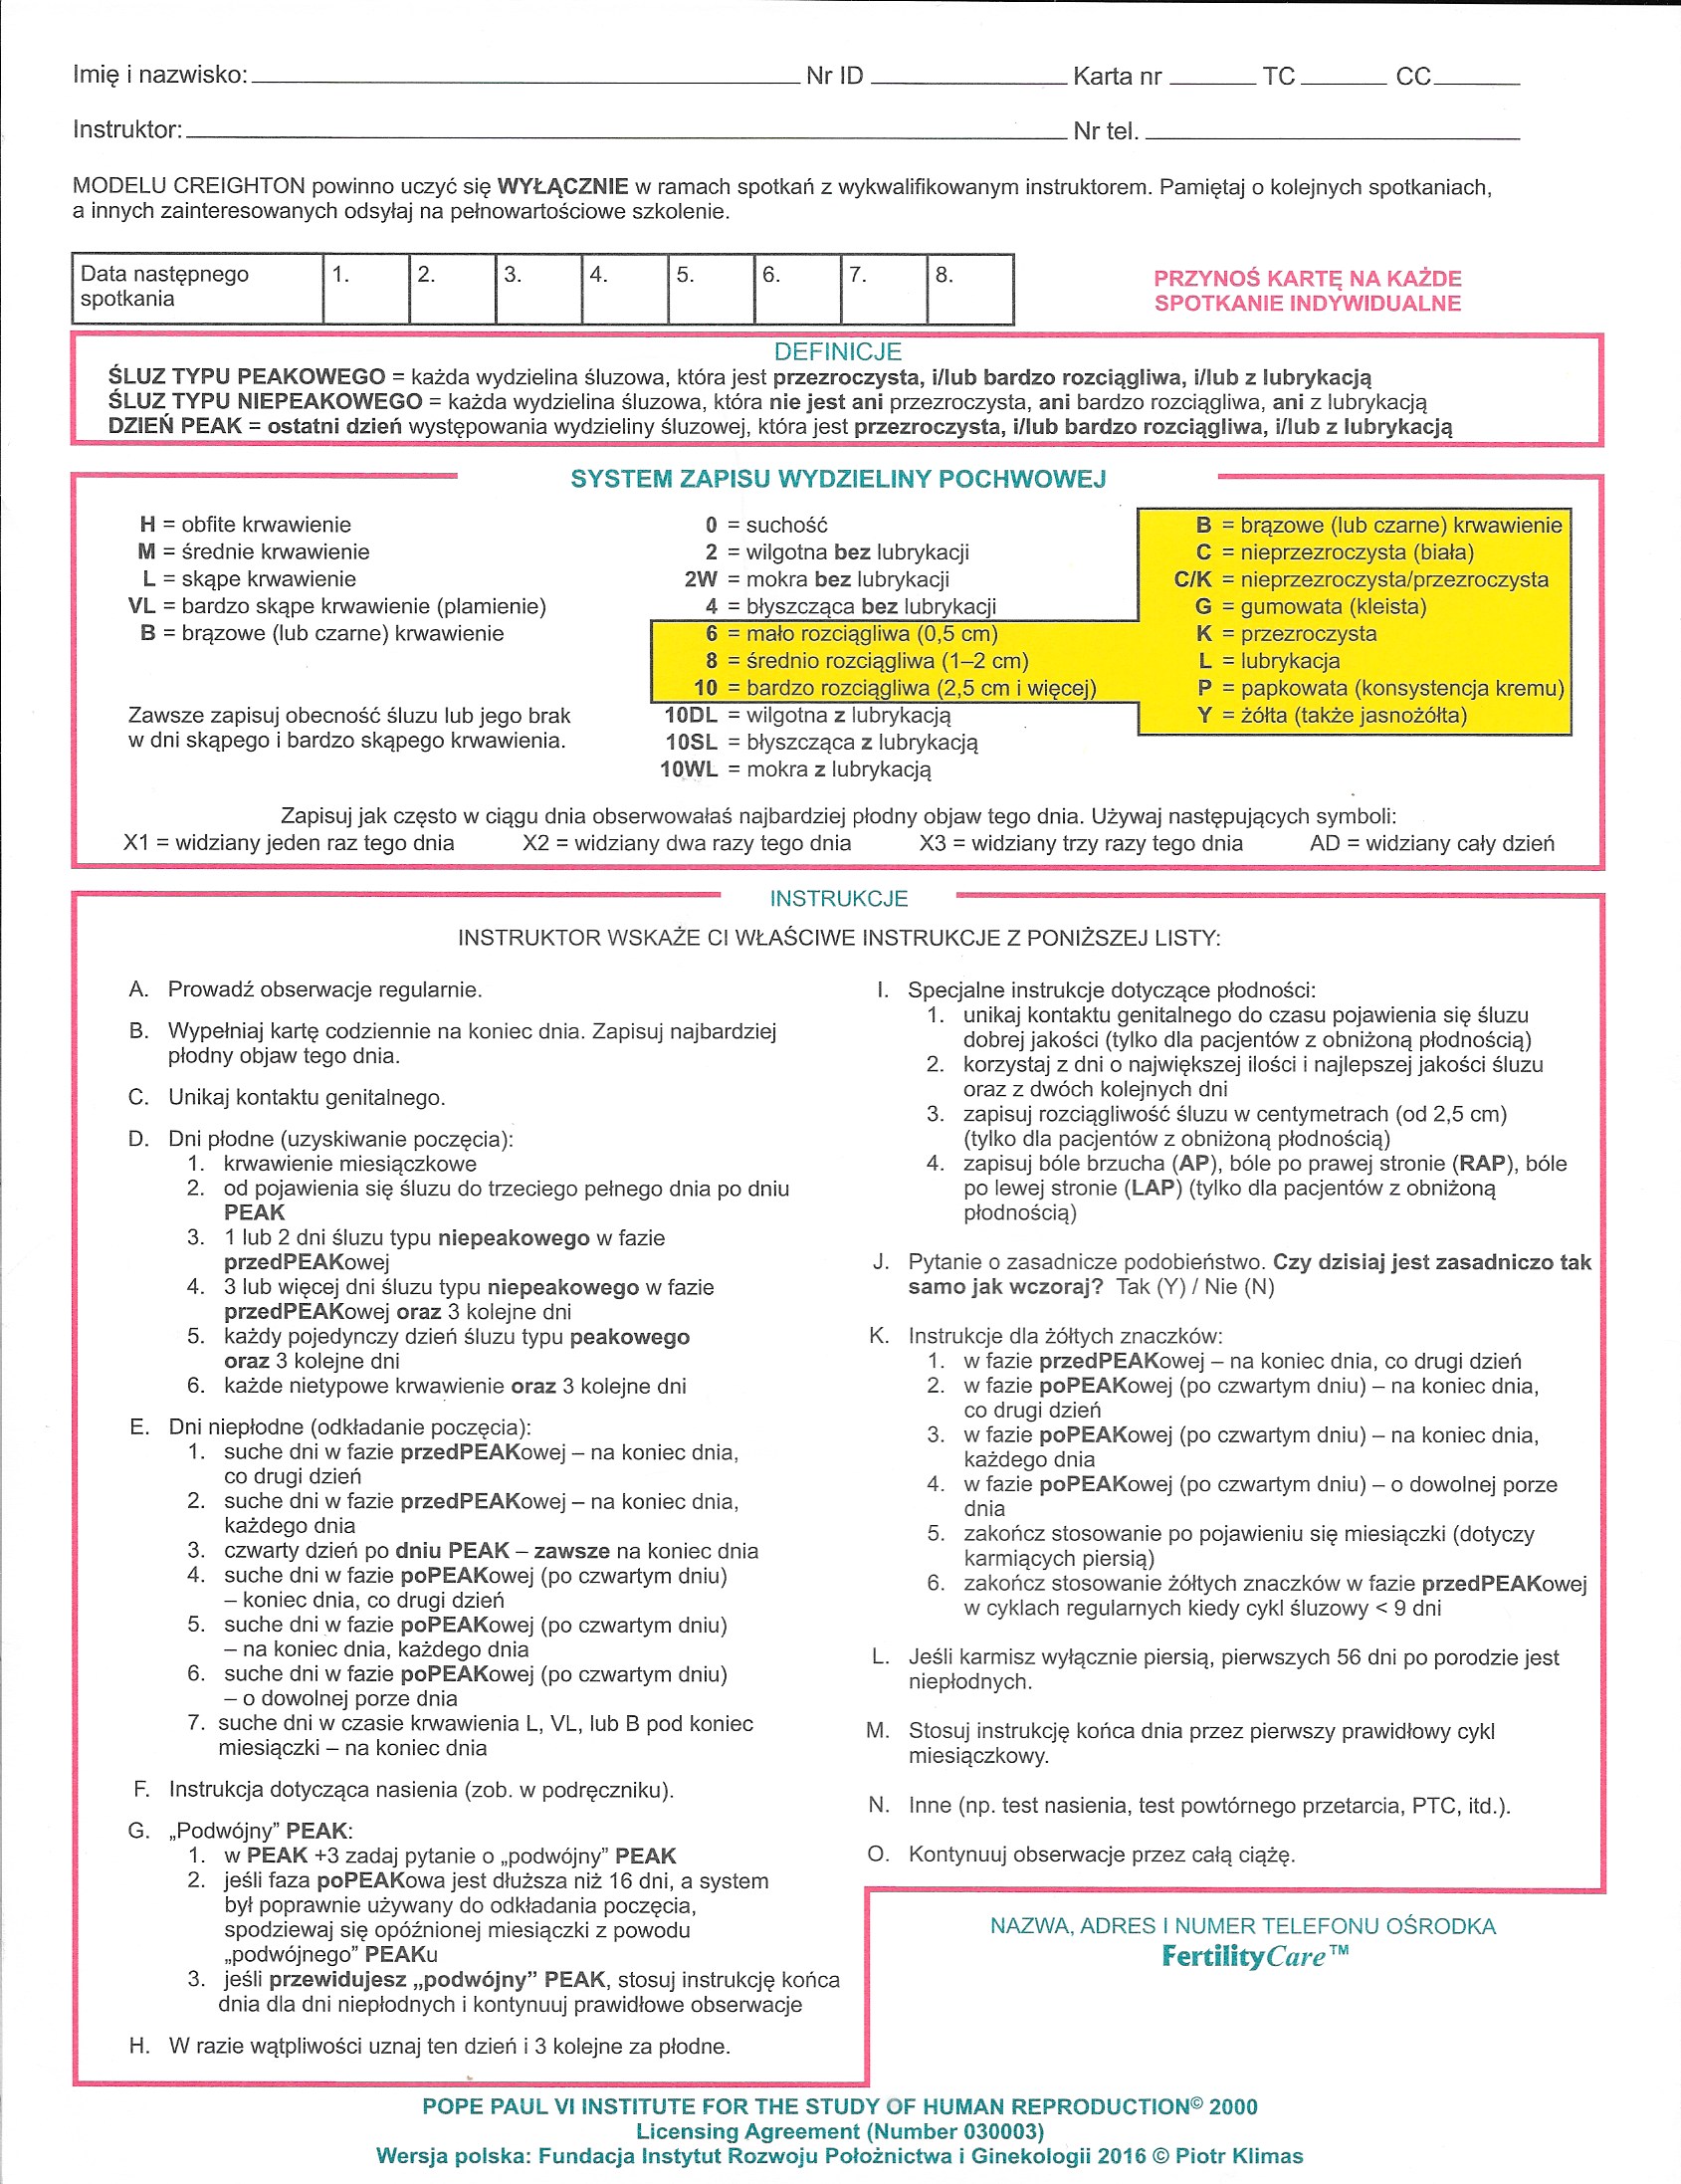 Imię i nazwisko: Nr ID Karta nr TC CC
Instruktor: Nr tel.
MODELU CREIGHTON powinno uczyć się WYŁĄCZNIE w ramach spotkań z wykwalifikowanym instruktorem. Pamiętaj o kolejnych spotkaniach,
a innych zainteresowanych odsyłaj na pełnowartościowe szkolenie.
Data następnego spotkania 1. 2. 3. 4. 5. 6. 7. 8.
PRZYNOŚ KARTĘ NA KAŻDE
SPOTKANIE INDYWIDUALNE
DEFINICJE
ŚLUZ TYPU PEAKOWEGO = każda wydzielina śluzowa, która jest przezroczysta, i/lub bardzo rozciągliwa, i/lub z lubrykacją
ŚLUZ TYPU NIEPEAKOWEGO = każda wydzielina śluzowa, która nie jest ani przezroczysta, ani bardzo rozciągliwa, ani z lubrykacją
DZIEŃ PEAK = ostatni dzień występowania wydzieliny śluzowej, która jest przezroczysta, i/lub bardzo rozciągliwa, i/lub z lubrykacją
SYSTEM ZAPISU WYDZIELINY POCHWOWEJ
H = obfite krwawienie
M = średnie krwawienie
L = skąpe krwawienie
VL = bardzo skąpe krwawienie (plamienie)
B = brązowe (lub czarne) krwawienie
Zawsze zapisuj obecność śluzu lub jego brak
w dni skąpego i bardzo skąpego krwawienia.
0 = suchość
2 = wilgotna bez lubrykacji
2W = mokra bez lubrykacji
4 = błyszcząca bez lubrykacji
6 = mało rozciągliwa (0,5 cm)
8 = średnio rozciągliwa (1–2 cm)
10 = bardzo rozciągliwa (2,5 cm i więcej)
10DL = wilgotna z lubrykacją
10SL = błyszcząca z lubrykacją
10WL = mokra z lubrykacją
B = brązowe (lub czarne) krwawienie
C = nieprzezroczysta (biała)
C/K = nieprzezroczysta/przezroczysta
G = gumowata (kleista)
K = przezroczysta
L = lubrykacja
P = papkowata (konsystencja kremu)
Y = żółta (także jasnożółta)
Zapisuj jak często w ciągu dnia obserwowałaś najbardziej płodny objaw tego dnia. Używaj następujących symboli:
X1 = widziany jeden raz tego dnia X2 = widziany dwa razy tego dnia X3 = widziany trzy razy tego dnia AD = widziany cały dzień
INSTRUKCJE
INSTRUKTOR WSKAŻE CI WŁAŚCIWE INSTRUKCJE Z PONIŻSZEJ LISTY:
A. Prowadź obserwacje regularnie.
B. Wypełniaj kartę codziennie na koniec dnia. Zapisuj najbardziej
płodny objaw tego dnia.
C. Unikaj kontaktu genitalnego.
D. Dni płodne (uzyskiwanie poczęcia):
1. krwawienie miesiączkowe
2. od pojawienia się śluzu do trzeciego pełnego dnia po dniu
PEAK
3. 1 lub 2 dni śluzu typu niepeakowego w fazie
przedPEAKowej
4. 3 lub więcej dni śluzu typu niepeakowego w fazie
przedPEAKowej oraz 3 kolejne dni
5. każdy pojedynczy dzień śluzu typu peakowego
oraz 3 kolejne dni
6. każde nietypowe krwawienie oraz 3 kolejne dni
E. Dni niepłodne (odkładanie poczęcia):
1. suche dni w fazie przedPEAKowej – na koniec dnia,
co drugi dzień
2. suche dni w fazie przedPEAKowej – na koniec dnia,
każdego dnia
3. czwarty dzień po dniu PEAK – zawsze na koniec dnia
4. suche dni w fazie poPEAKowej (po czwartym dniu)
– koniec dnia, co drugi dzień
5. suche dni w fazie poPEAKowej (po czwartym dniu)
– na koniec dnia, każdego dnia
6. suche dni w fazie poPEAKowej (po czwartym dniu)
– o dowolnej porze dnia
7. suche dni w czasie krwawienia L, VL, lub B pod koniec
miesiączki – na koniec dnia
F. Instrukcja dotycząca nasienia (zob. w podręczniku).
G. „Podwójny” PEAK:
1. w PEAK +3 zadaj pytanie o „podwójny” PEAK
2. jeśli faza poPEAKowa jest dłuższa niż 16 dni, a system
był poprawnie używany do odkładania poczęcia,
spodziewaj się opóźnionej miesiączki z powodu
„podwójnego” PEAKu
3. jeśli przewidujesz „podwójny” PEAK, stosuj instrukcję końca
dnia dla dni niepłodnych i kontynuuj prawidłowe obserwacje
H. W razie wątpliwości uznaj ten dzień i 3 kolejne za płodne.
I. Specjalne instrukcje dotyczące płodności:
1. unikaj kontaktu genitalnego do czasu pojawienia się śluzu
dobrej jakości (tylko dla pacjentów z obniżoną płodnością)
2. korzystaj z dni o największej ilości i najlepszej jakości śluzu
oraz z dwóch kolejnych dni
3. zapisuj rozciągliwość śluzu w centymetrach (od 2,5 cm)
(tylko dla pacjentów z obniżoną płodnością)
4. zapisuj bóle brzucha (AP), bóle po prawej stronie (RAP), bóle
po lewej stronie (LAP) (tylko dla pacjentów z obniżoną
płodnością)
J. Pytanie o zasadnicze podobieństwo. Czy dzisiaj jest zasadniczo tak
samo jak wczoraj? Tak (Y) / Nie (N)
K. Instrukcje dla żółtych znaczków:
1. w fazie przedPEAKowej – na koniec dnia, co drugi dzień
2. w fazie poPEAKowej (po czwartym dniu) – na koniec dnia,
co drugi dzień
3. w fazie poPEAKowej (po czwartym dniu) – na koniec dnia,
każdego dnia
4. w fazie poPEAKowej (po czwartym dniu) – o dowolnej porze
dnia
5. zakończ stosowanie po pojawieniu się miesiączki (dotyczy
karmiących piersią)
6. zakończ stosowanie żółtych znaczków w fazie przedPEAKowej
w cyklach regularnych kiedy cykl śluzowy < 9 dni
L. Jeśli karmisz wyłącznie piersią, pierwszych 56 dni po porodzie jest
niepłodnych.
M. Stosuj instrukcję końca dnia przez pierwszy prawidłowy cykl
miesiączkowy.
N. Inne (np. test nasienia, test powtórnego przetarcia, PTC, itd.).
O. Kontynuuj obserwacje przez całą ciążę.
NAZWA, ADRES I NUMER TELEFONU OŚRODKA
FertilityCare™
POPE PAUL VI INSTITUTE FOR THE STUDY OF HUMAN REPRODUCTION© 2000
Licensing Agreement (Number 030003)
Wersja polska: Fundacja Instytut Rozwoju Położnictwa i Ginekologii 2016 © Piotr Klimas